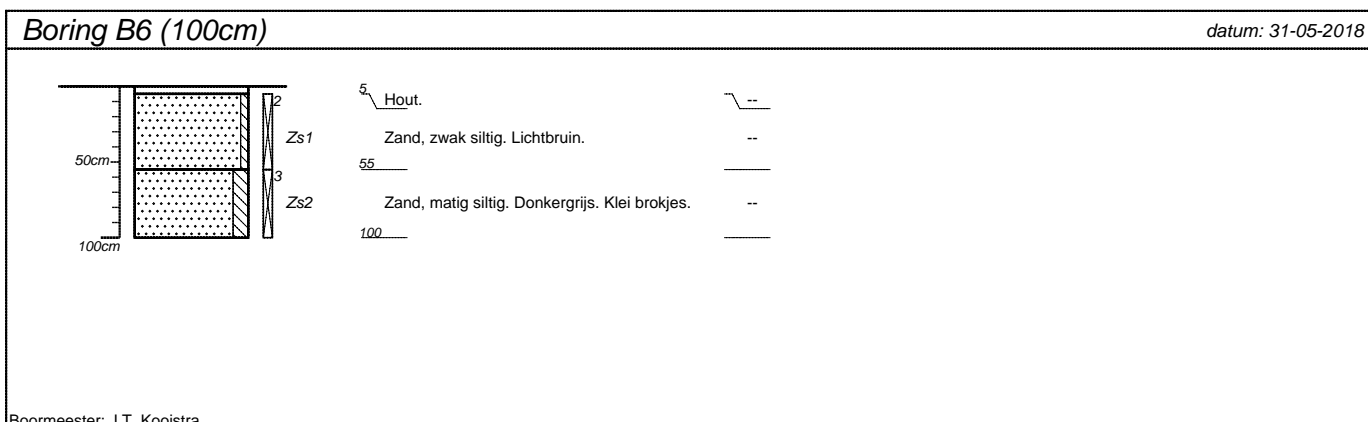 Boring B6 (100cm) datum: 31-05-2018
5 Hout. --
2
Zs1 Zand, zwak siltig. Lichtbruin. --
50cm 55
3
Zs2 Zand, matig siltig. Donkergrijs. Klei brokjes. --
100cm 100
Boormeester: J.T. Kooistra